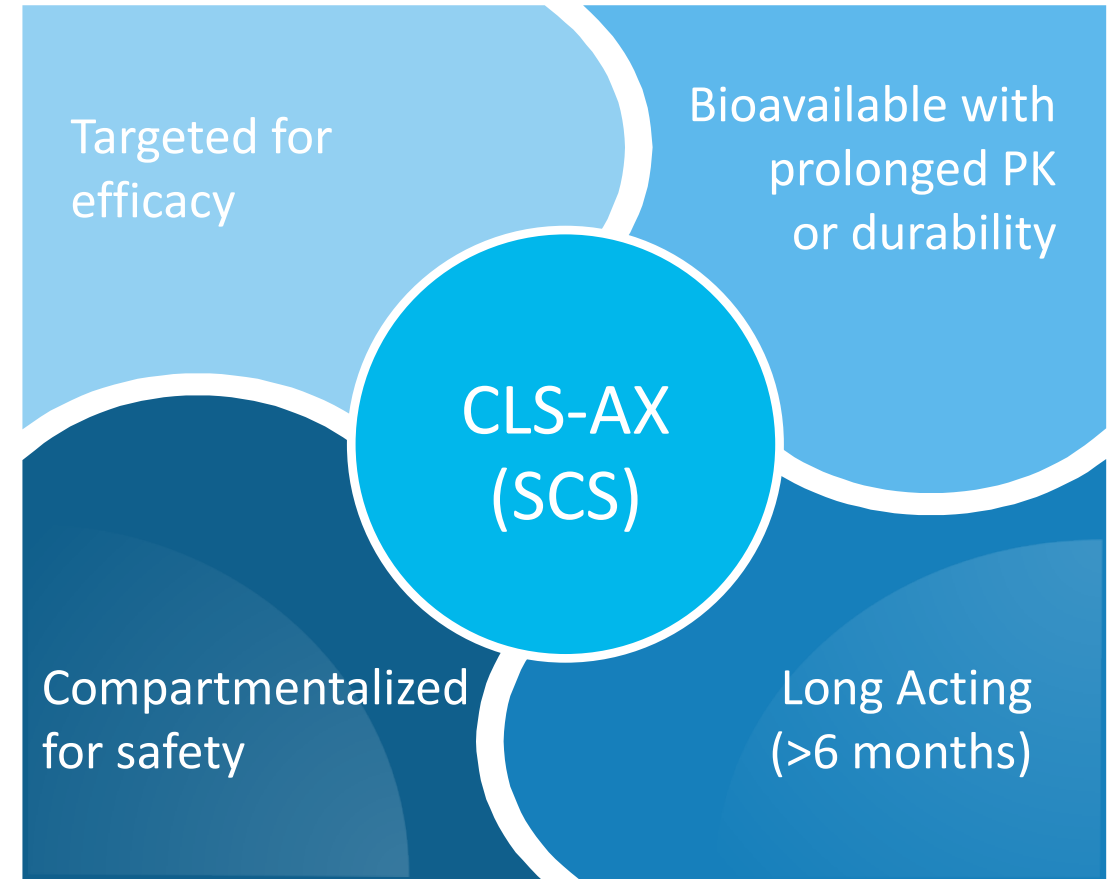 Targeted for
efficacy
Bioavailable with
prolonged PK
or durability
CLS-AX
(SCS)
Compartmentalized
for safety
Long Acting
(>6 months)